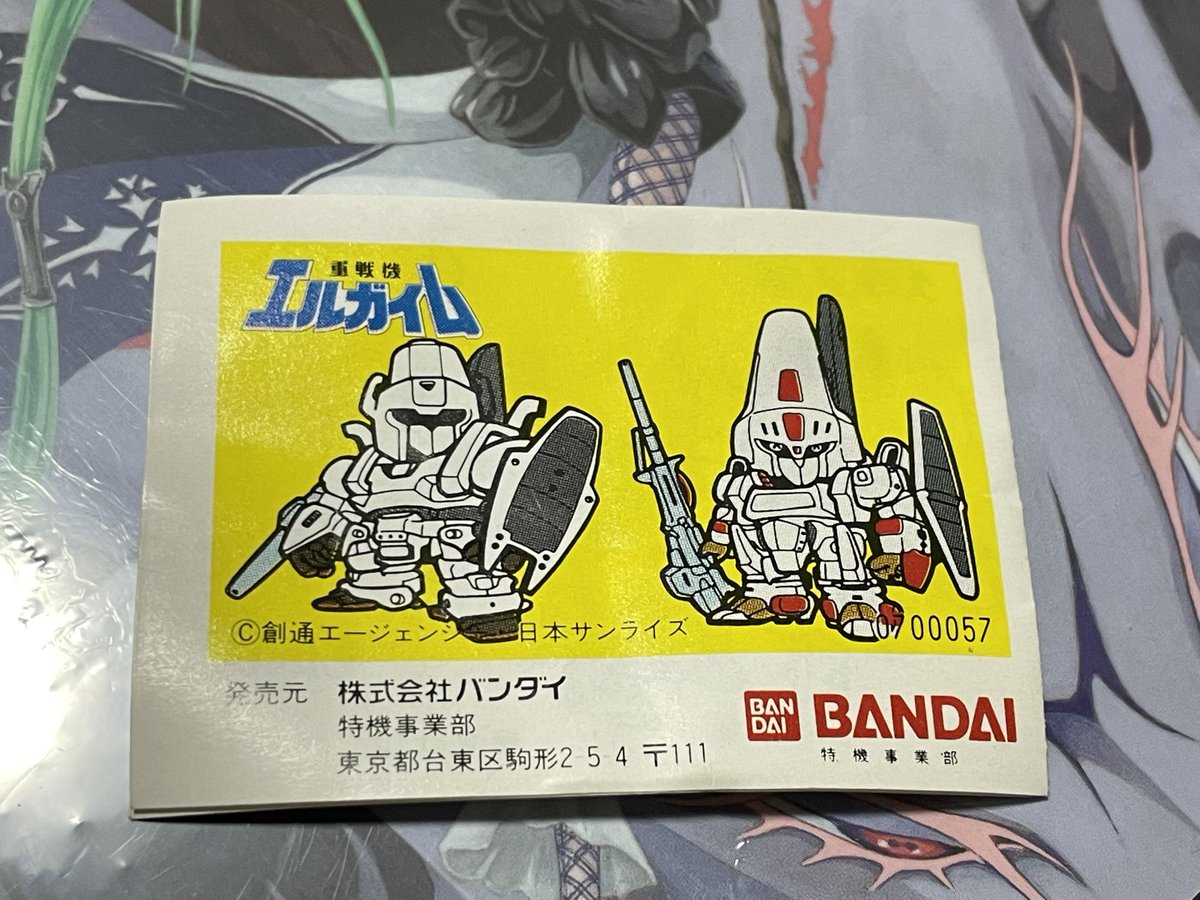 重戦機
エルガイム
©創通エージェンシー 日本サンライズ
0700057
発売元 株式会社バンダイ
特機事業部
東京都台東区駒形2-5-4 〒111
BAN
DAI
BANDAI
特機事業部